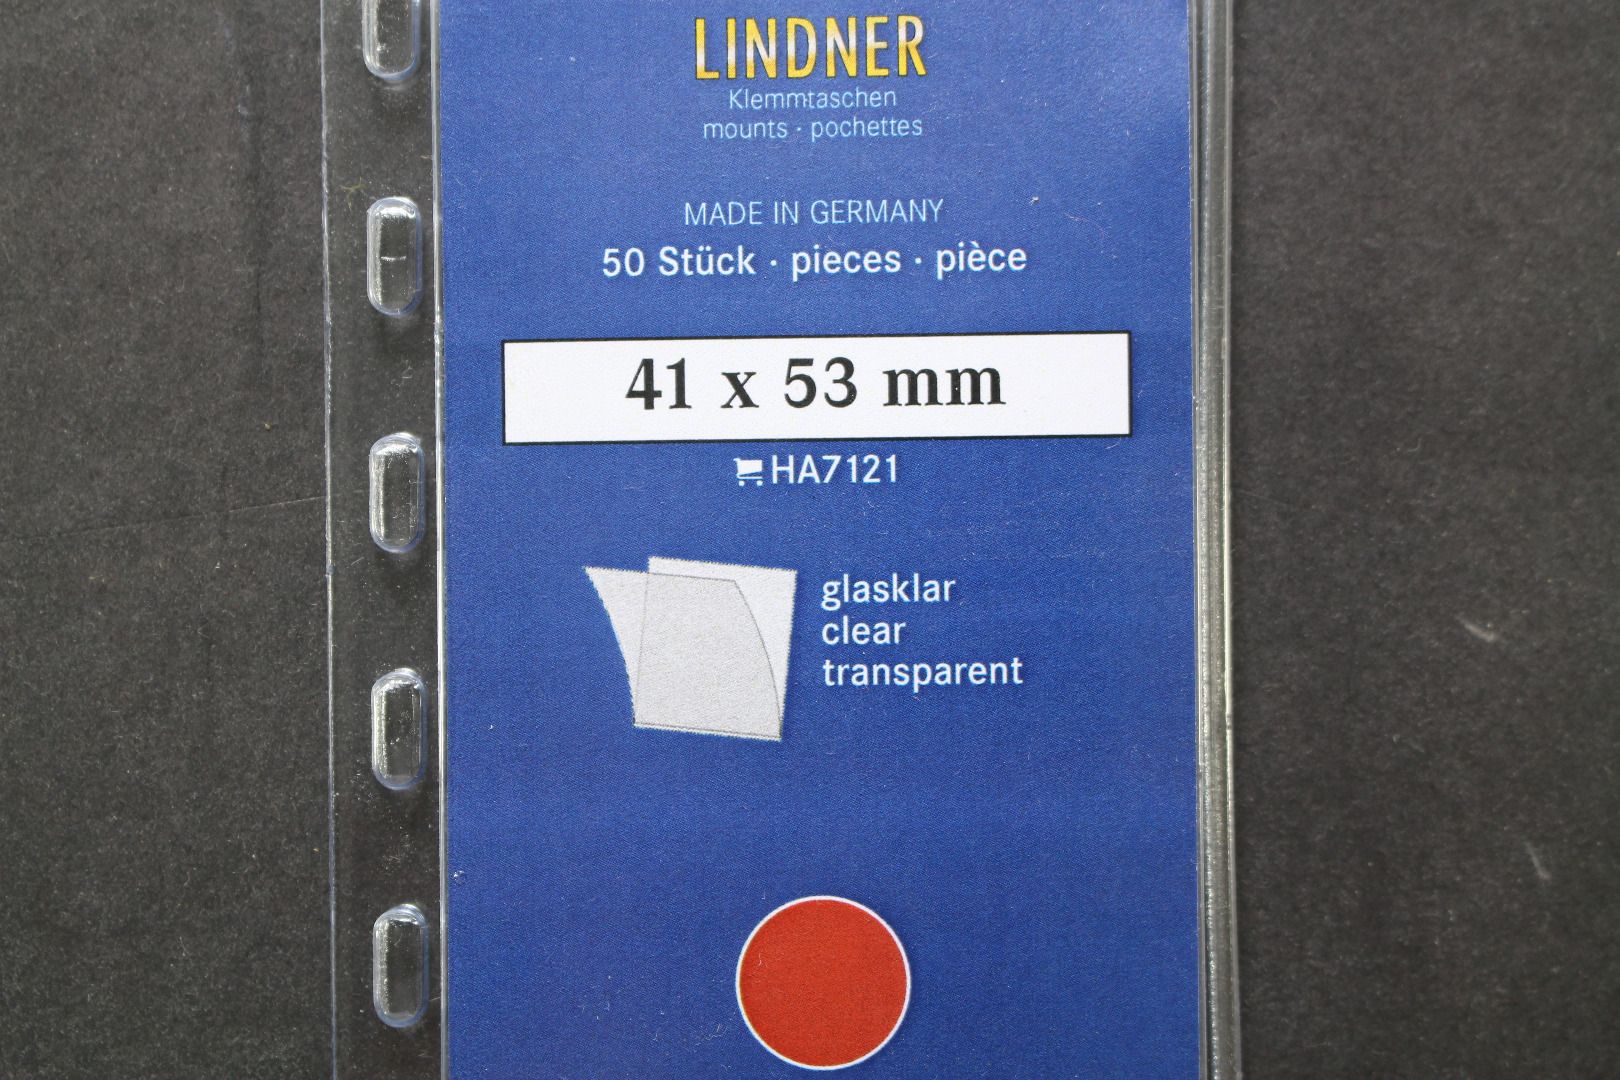 LINDNER
Klemmtaschen
mounts · pochettes
MADE IN GERMANY
50 Stück · pieces · pièce
41 x 53 mm
HA7121
glasklar
clear
transparent